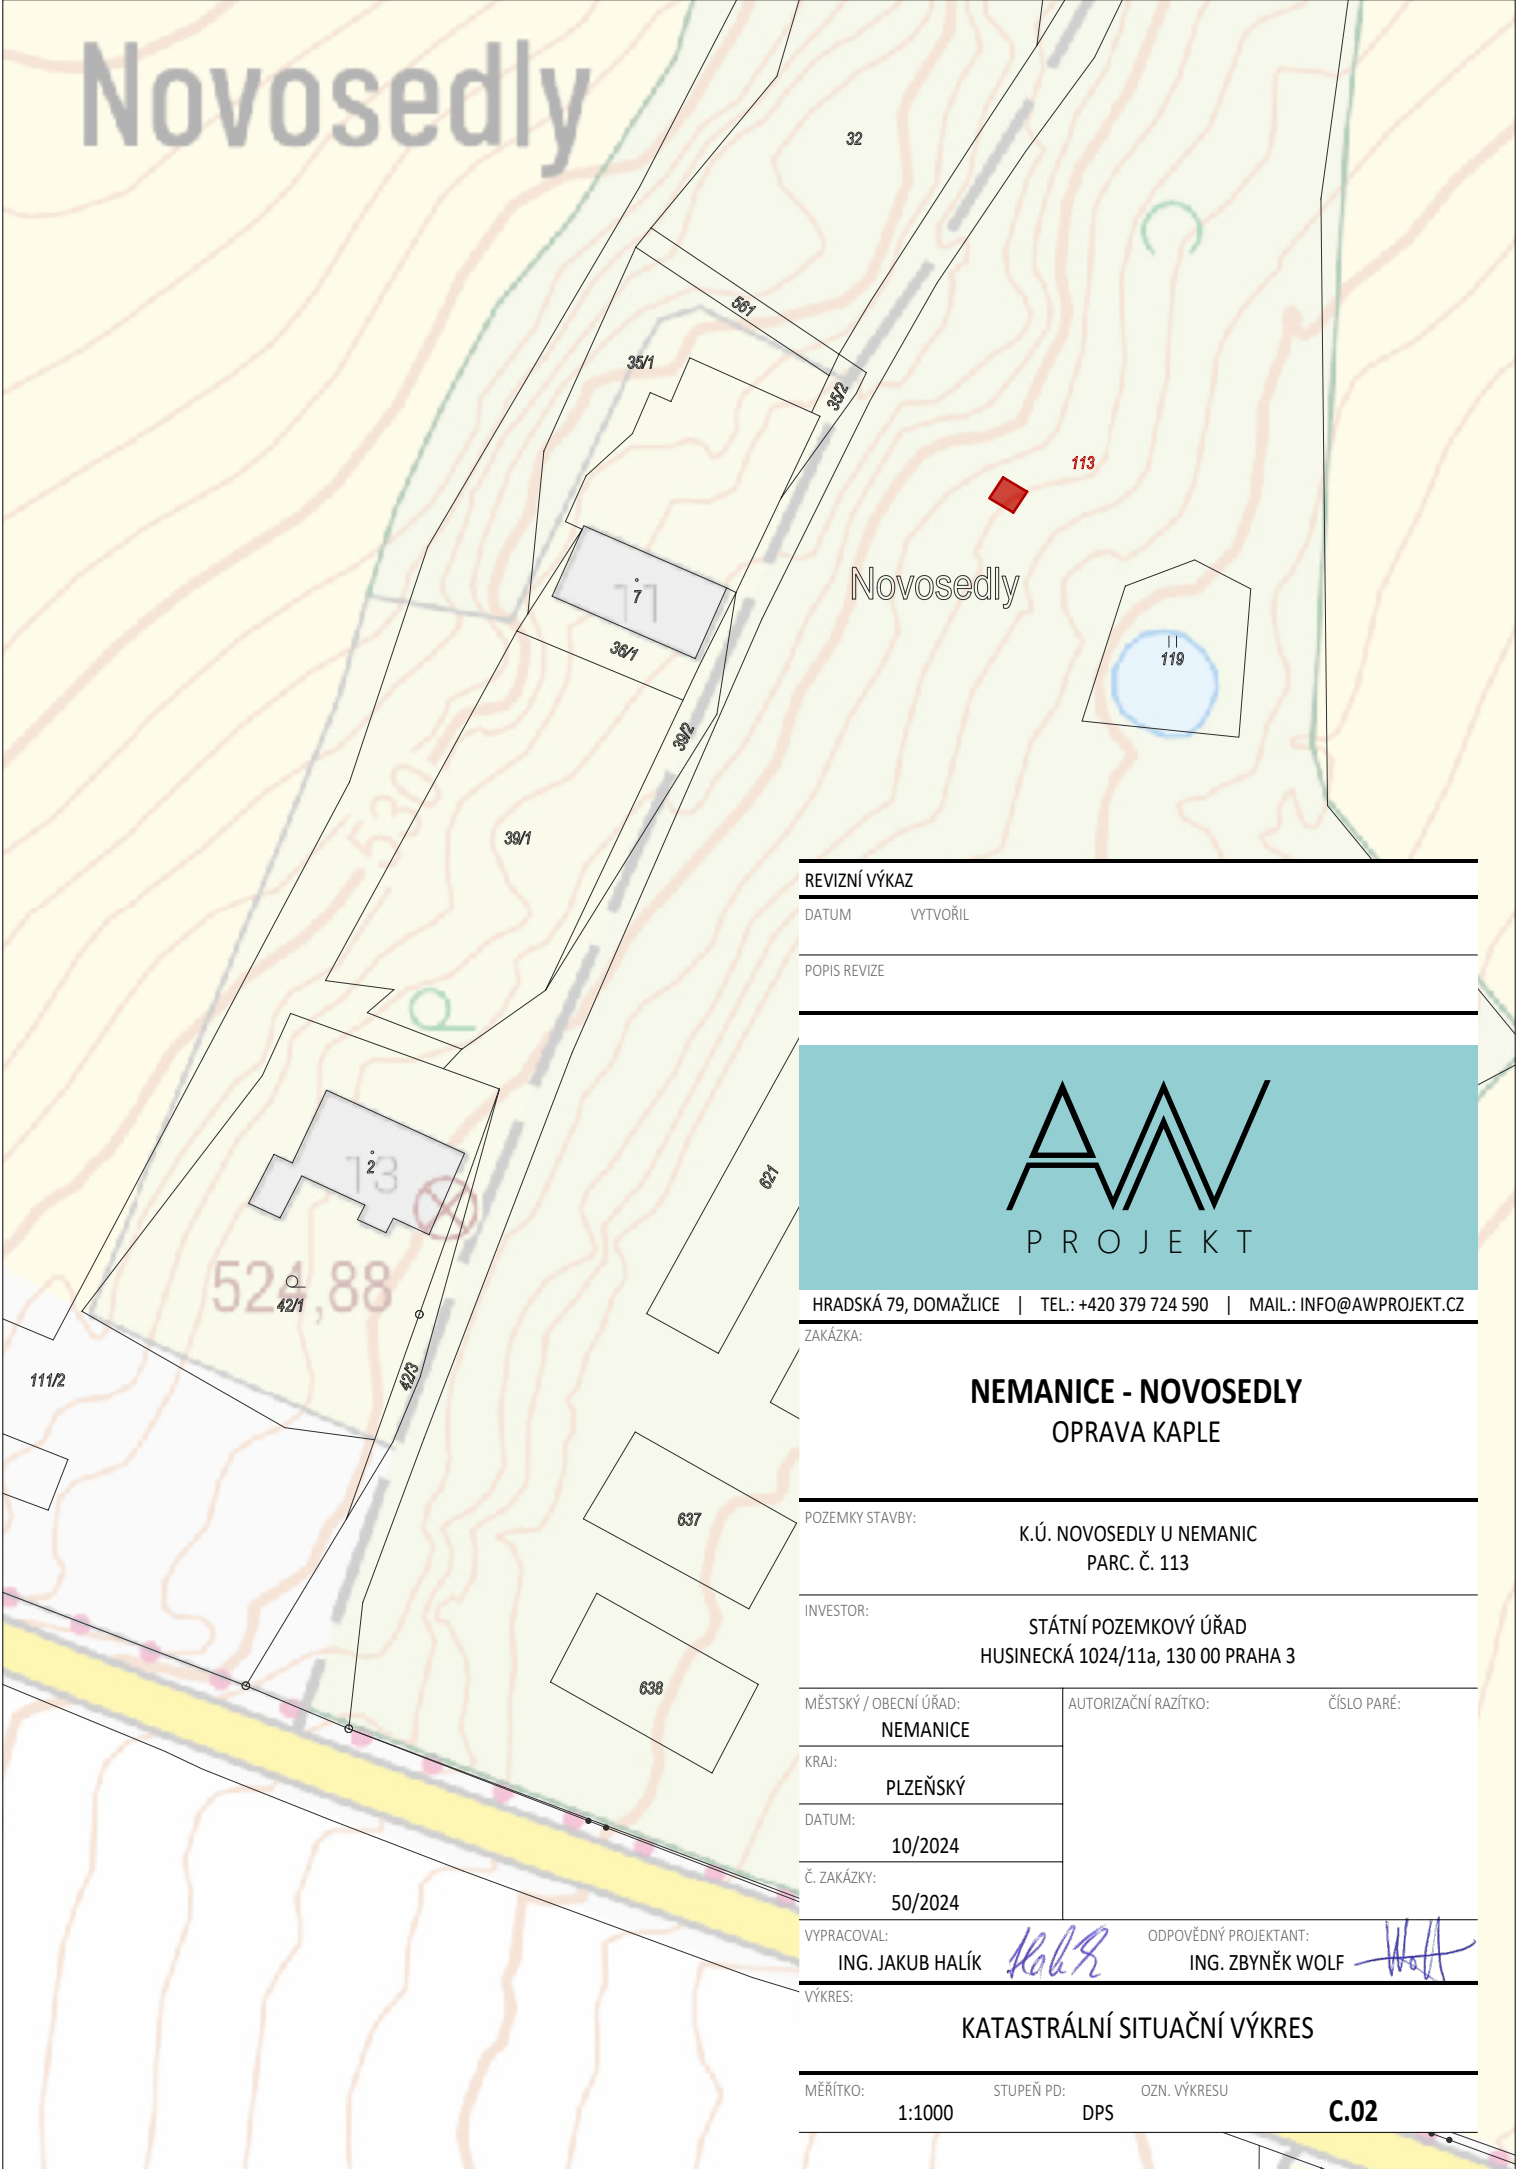 Novosedly
32
561
35/1
35/2
113
11
7
Novosedly
36/1
119
39/2
530
39/1
REVIZNÍ VÝKAZ
DATUM VYTVOŘIL
POPIS REVIZE
AW
PROJEKT
13
2
621
524,88
42/1
HRADSKÁ 79, DOMAŽLICE | TEL.: +420 379 724 590 | MAIL.: INFO@AWPROJEKT.CZ
ZAKÁZKA:
NEMANICE - NOVOSEDLY
OPRAVA KAPLE
111/2
42/3
637
638
POZEMKY STAVBY:
K.Ú. NOVOSEDLY U NEMANIC
PARC. Č. 113
INVESTOR:
STÁTNÍ POZEMKOVÝ ÚŘAD
HUSINECKÁ 1024/11a, 130 00 PRAHA 3
MĚSTSKÝ / OBECNÍ ÚŘAD:
NEMANICE
AUTORIZAČNÍ RAZÍTKO: ČÍSLO PARÉ:
KRAJ:
PLZEŇSKÝ
DATUM:
10/2024
Č. ZAKÁZKY:
50/2024
VYPRACOVAL:
ING. JAKUB HALÍK Halík
ODPOVĚDNÝ PROJEKTANT:
ING. ZBYNĚK WOLF Wolf
VÝKRES:
KATASTRÁLNÍ SITUAČNÍ VÝKRES
MĚŘÍTKO:
1:1000
STUPEŇ PD:
DPS
OZN. VÝKRESU
C.02